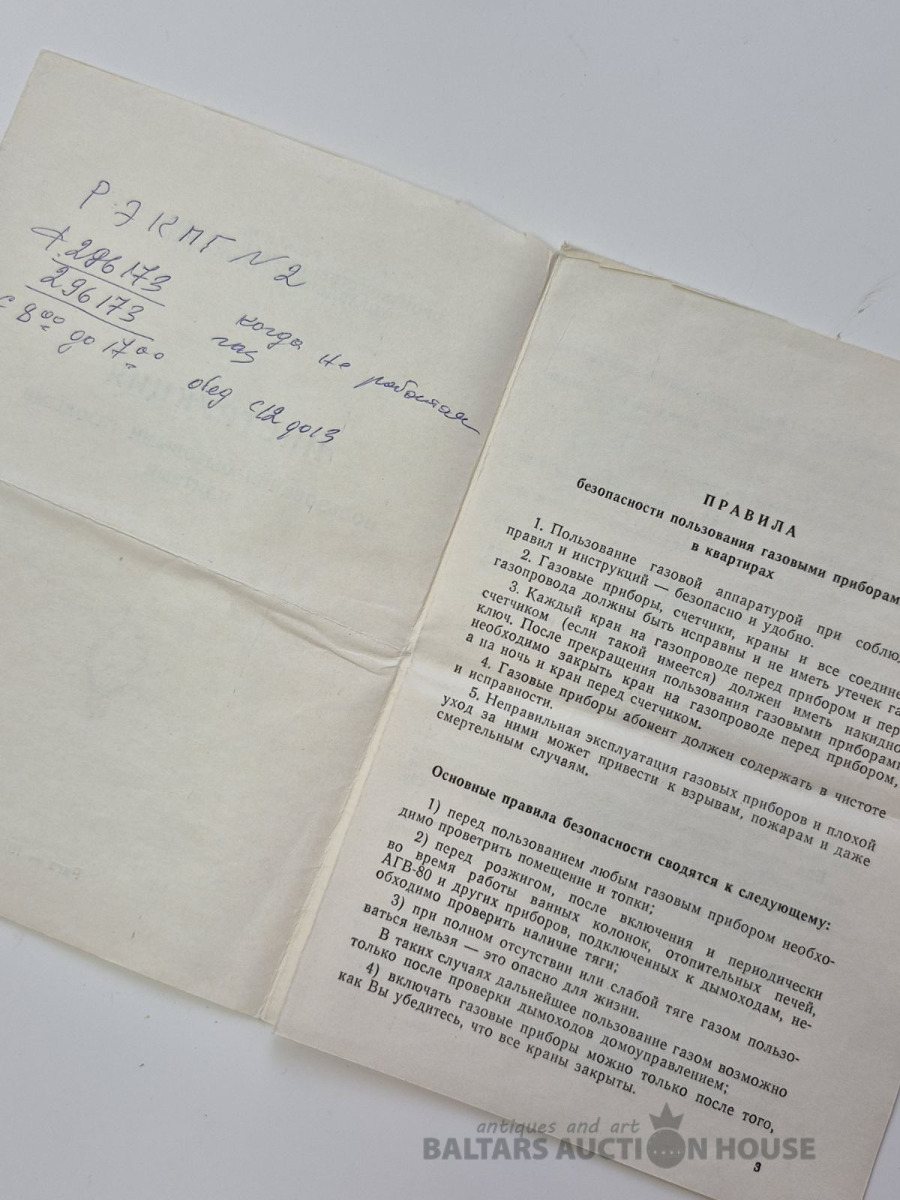 РЭКМГ N 2
т. 286173
296173
когда не работает
газ
с 8⁰⁰ до 17⁰⁰
обед с 12 до 13
ПРАВИЛА
безопасности пользования газовыми приборам
в квартирах
1. Пользование газовой аппаратурой при соблю
правил и инструкций — безопасно и удобно.
2. Газовые приборы, счетчики, краны и все соедине
газопровода должны быть исправны и не иметь утечек га
3. Каждый кран на газопроводе перед прибором и пер
счетчиком (если такой имеется) должен иметь накидно
ключ. После прекращения пользования газовыми приборами
необходимо закрыть кран на газопроводе перед прибором,
а на ночь и кран перед счетчиком.
4. Газовые приборы абонент должен содержать в чистоте
и исправности.
5. Неправильная эксплуатация газовых приборов и плохой
уход за ними может привести к взрывам, пожарам и даже
смертельным случаям.
Основные правила безопасности сводятся к следующему:
1) перед пользованием любым газовым прибором необхо-
димо проветрить помещение и топки;
2) перед розжигом, после включения и периодически
во время работы ванных колонок, отопительных печей,
АГВ-80 и других приборов, подключенных к дымоходам, не-
обходимо проверить наличие тяги;
3) при полном отсутствии или слабой тяге газом пользо-
ваться нельзя — это опасно для жизни.
В таких случаях дальнейшее пользование газом возможно
только после проверки дымоходов домоуправлением;
4) включать газовые приборы можно только после того,
как Вы убедитесь, что все краны закрыты.
3
antiques and art
BALTARS AUCTION HOUSE